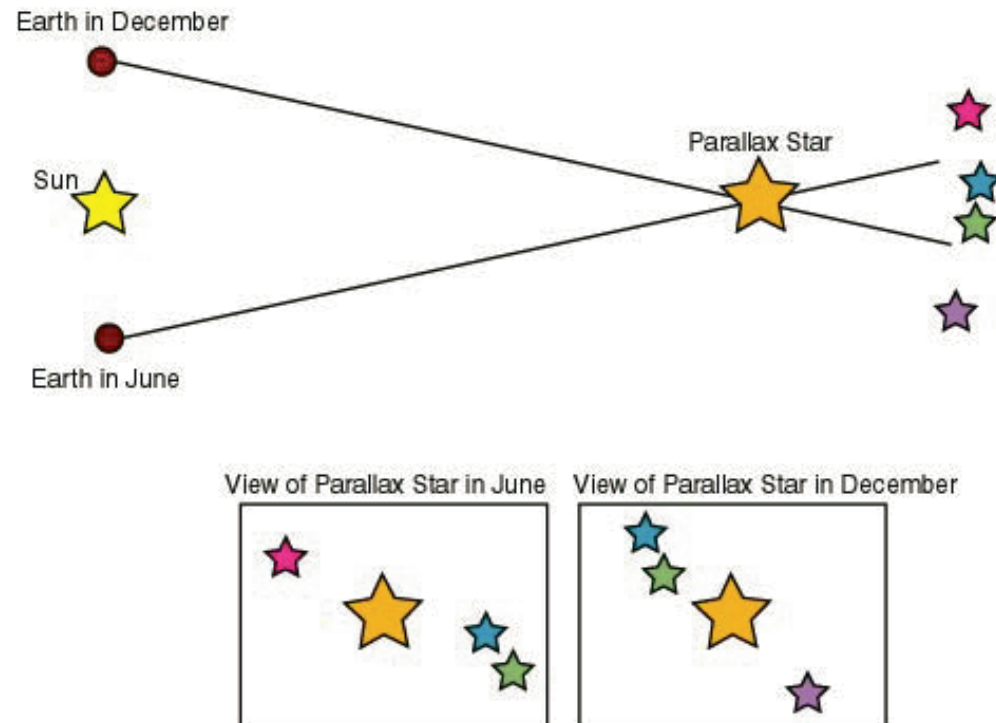 Earth in December
Parallax Star
Sun
Earth in June
View of Parallax Star in June
View of Parallax Star in December